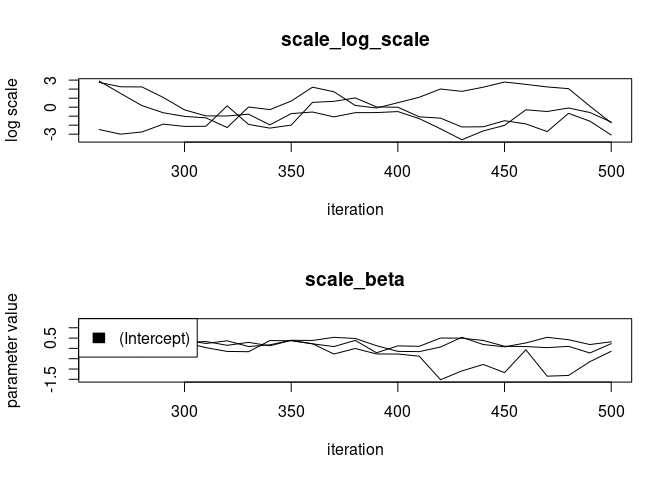 scale_log_scale
log scale
3
0
-3
300 350 400 450 500
iteration
scale_beta
parameter value
0.5
-1.5
(Intercept)
300 350 400 450 500
iteration